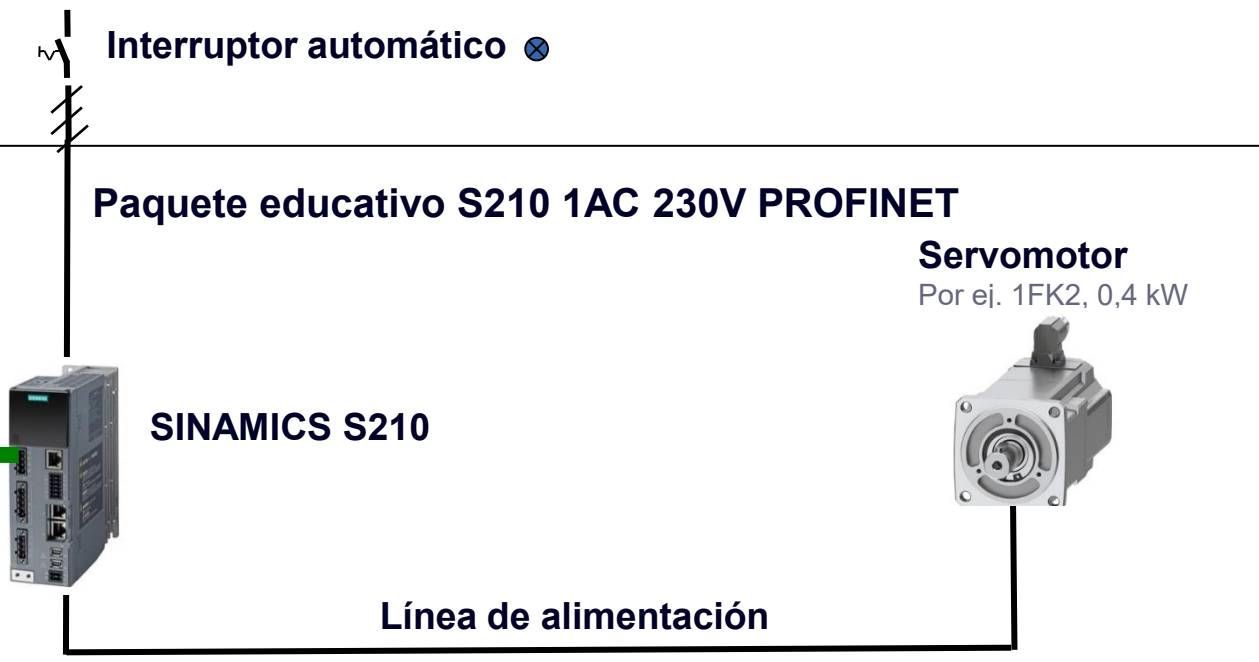 Interruptor automático
Paquete educativo S210 1AC 230V PROFINET
Servomotor
Por ej. 1FK2, 0,4 kW
SIEMENS
SINAMICS S210
Línea de alimentación